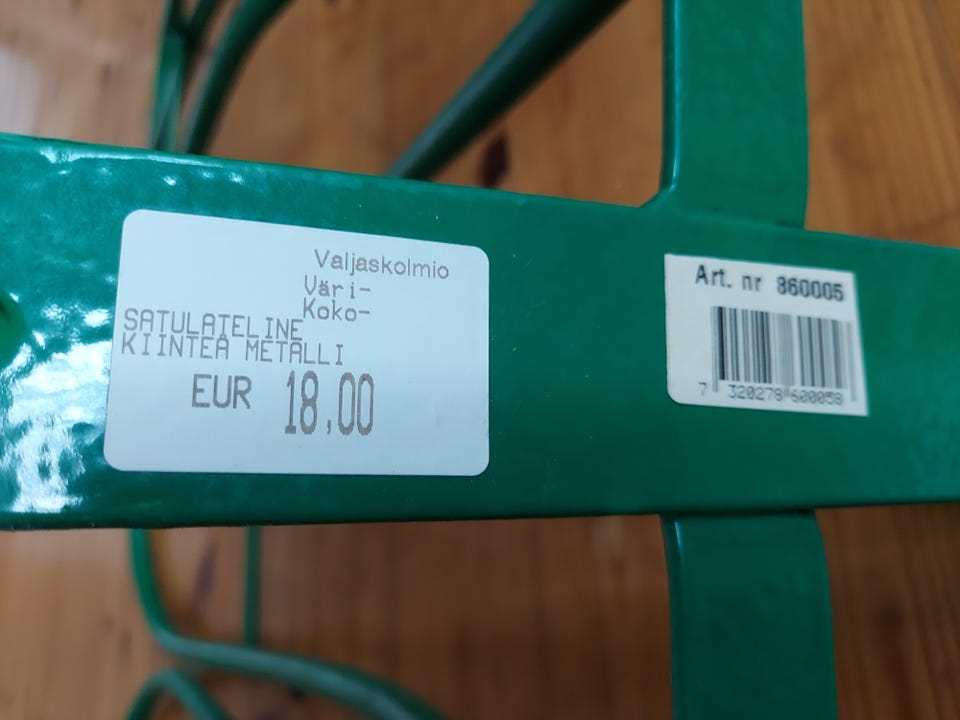 Valjaskolmio
Väri-
Koko-
SATULATELINE
KIINTEÄ METALLI
EUR 18,00
Art. nr 860005
7 320278 600058